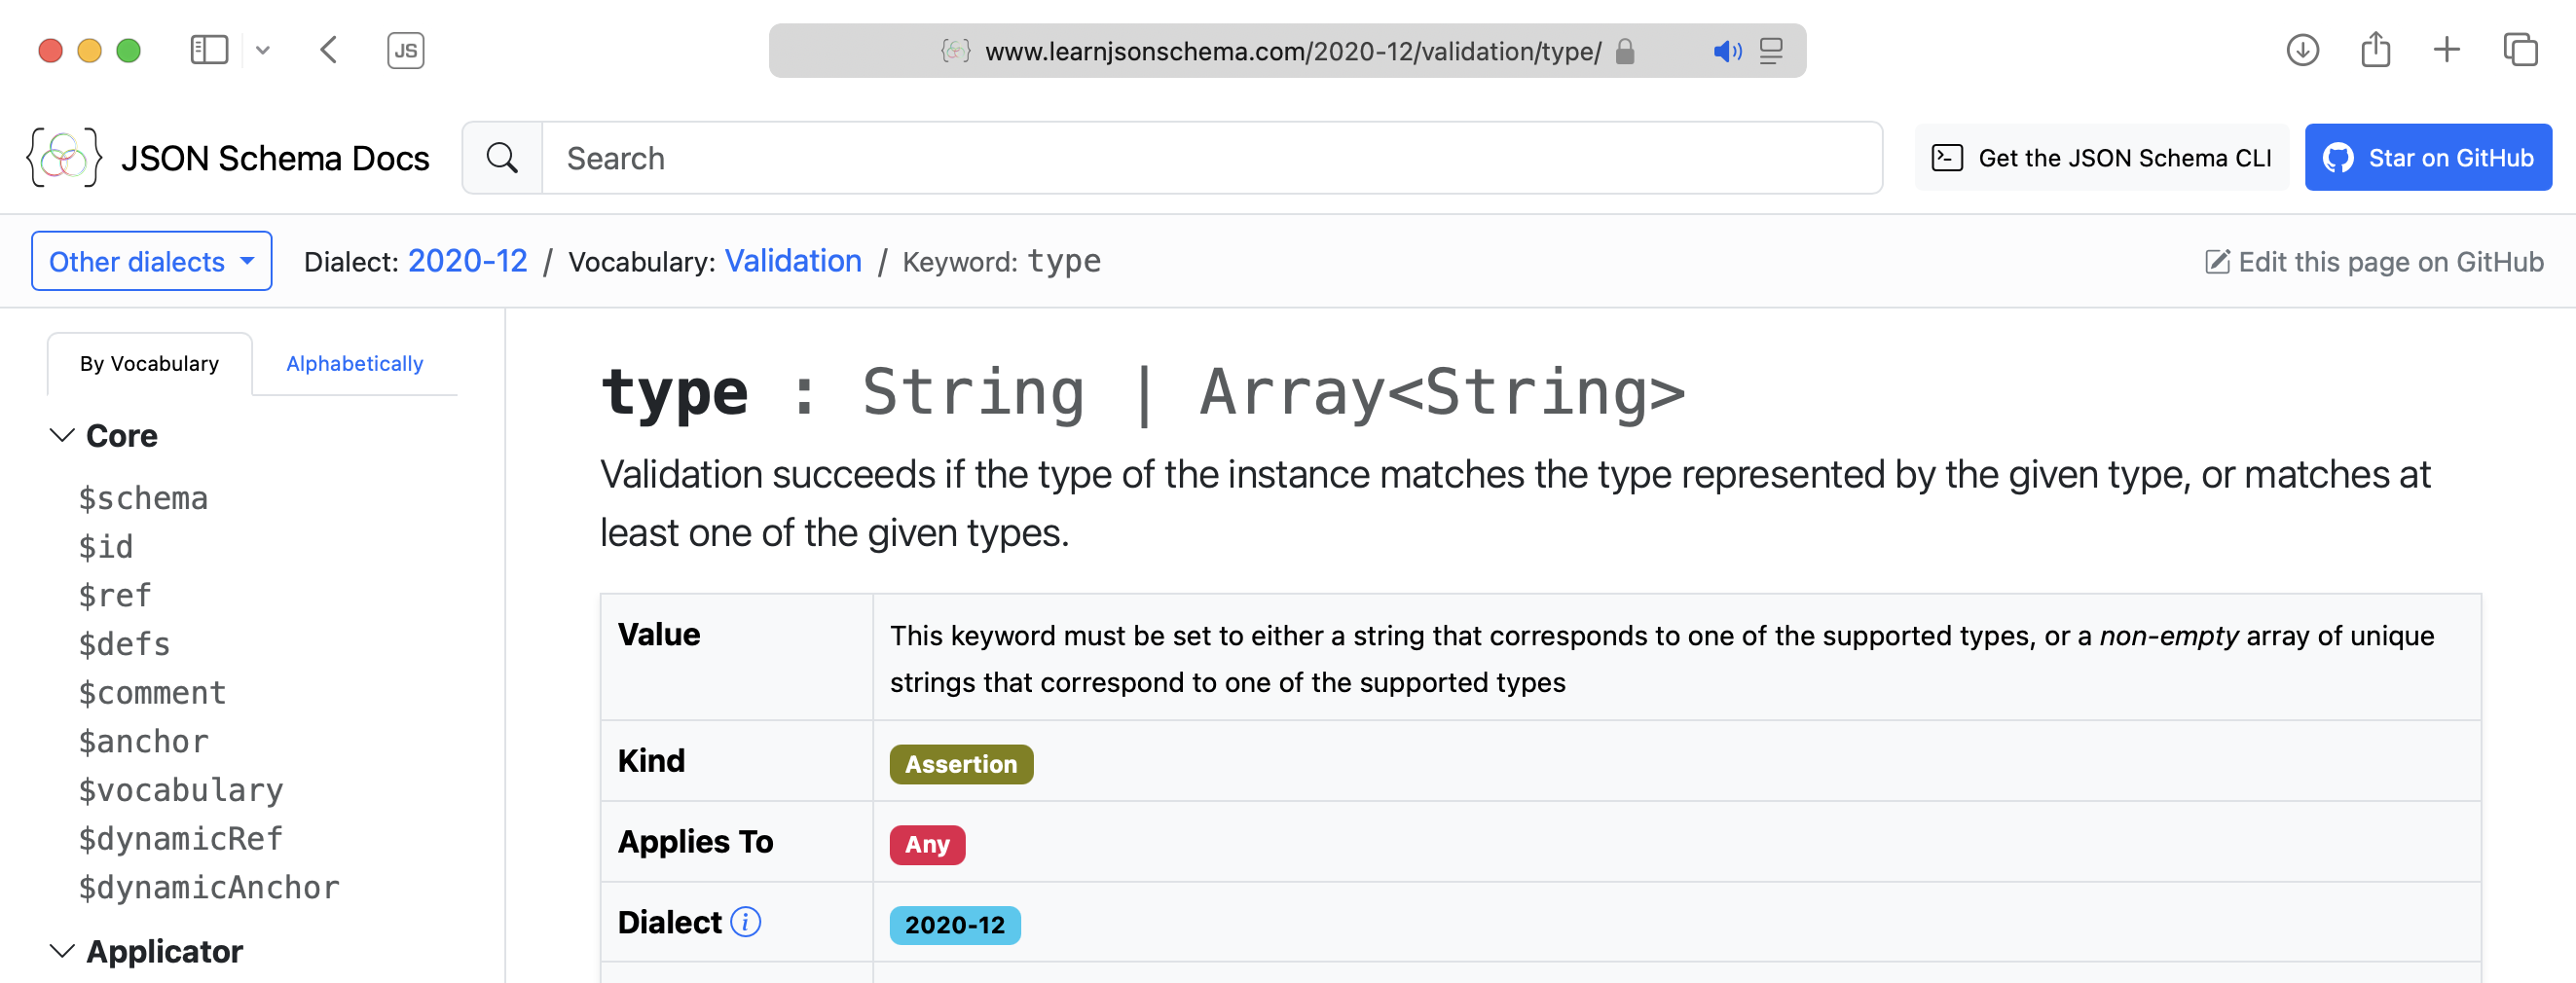 JS
www.learnjsonschema.com/2020-12/validation/type/
JSON Schema Docs
Search
Get the JSON Schema CLI
Star on GitHub
Other dialects
Dialect: 2020-12 / Vocabulary: Validation / Keyword: type
Edit this page on GitHub
By Vocabulary
Alphabetically
Core
$schema
$id
$ref
$defs
$comment
$anchor
$vocabulary
$dynamicRef
$dynamicAnchor
Applicator
type : String | Array<String>
Validation succeeds if the type of the instance matches the type represented by the given type, or matches at
least one of the given types.
Value
This keyword must be set to either a string that corresponds to one of the supported types, or a non-empty array of unique
strings that correspond to one of the supported types
Kind
Assertion
Applies To
Any
Dialect
2020-12